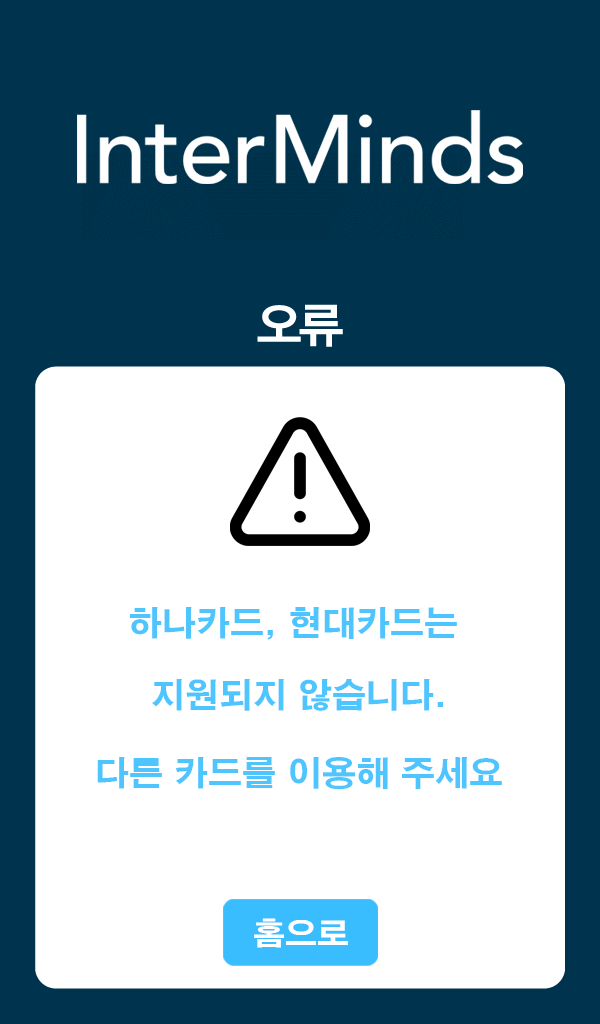 InterMinds
오류
하나카드, 현대카드는
지원되지 않습니다.
다른 카드를 이용해 주세요
홈으로